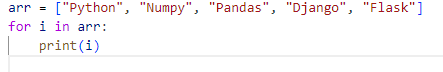 arr = ["Python", "Numpy", "Pandas", "Django", "Flask"]
for i in arr:
    print(i)